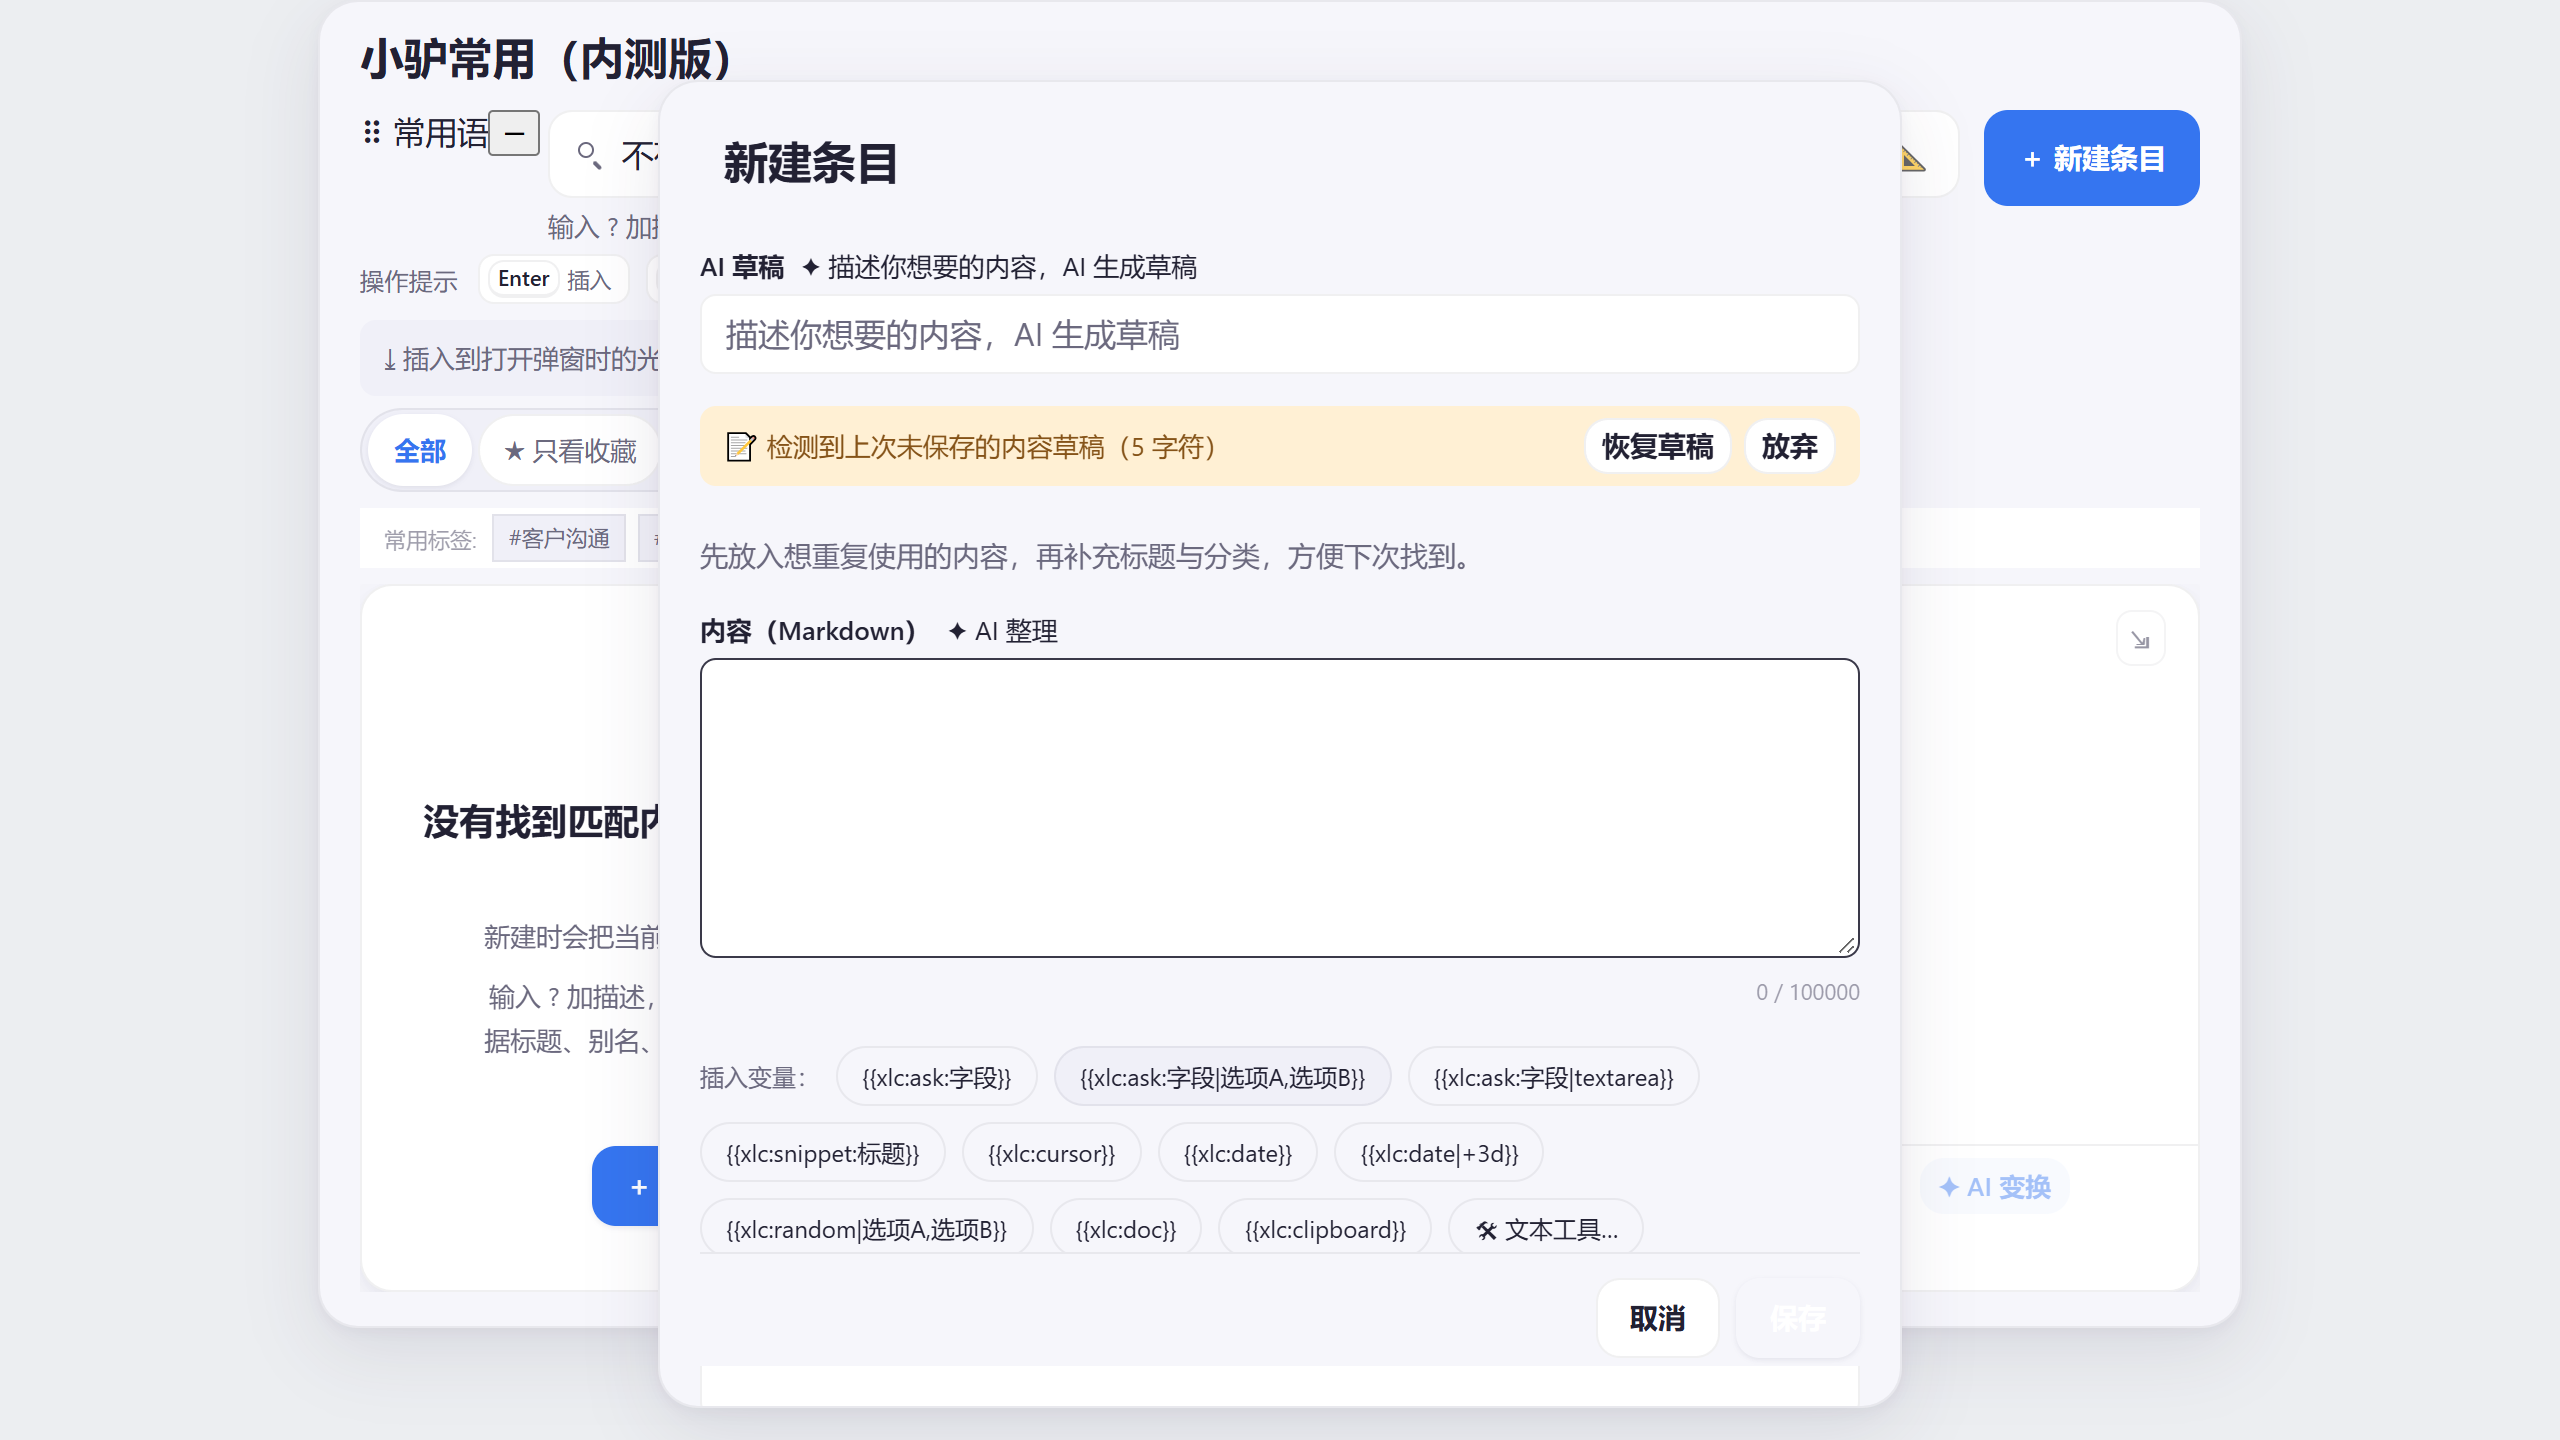 小驴常用（内测版）
⠿ 常用语 −
🔍 不
+ 新建条目
输入 ? 加
操作提示 Enter 插入
⤓ 插入到打开弹窗时的光
全部 ★ 只看收藏
常用标签: #客户沟通
没有找到匹配内
新建时会把当前
输入 ? 加描述，
据标题、别名、
+
✦ AI 变换
新建条目
AI 草稿 ✦ 描述你想要的内容，AI 生成草稿
描述你想要的内容，AI 生成草稿
📝 检测到上次未保存的内容草稿（5 字符） 恢复草稿 放弃
先放入想重复使用的内容，再补充标题与分类，方便下次找到。
内容（Markdown） ✦ AI 整理
0 / 100000
插入变量： {{xlc:ask:字段}} {{xlc:ask:字段|选项A,选项B}} {{xlc:ask:字段|textarea}}
{{xlc:snippet:标题}} {{xlc:cursor}} {{xlc:date}} {{xlc:date|+3d}}
{{xlc:random|选项A,选项B}} {{xlc:doc}} {{xlc:clipboard}} 🛠 文本工具...
取消 保存